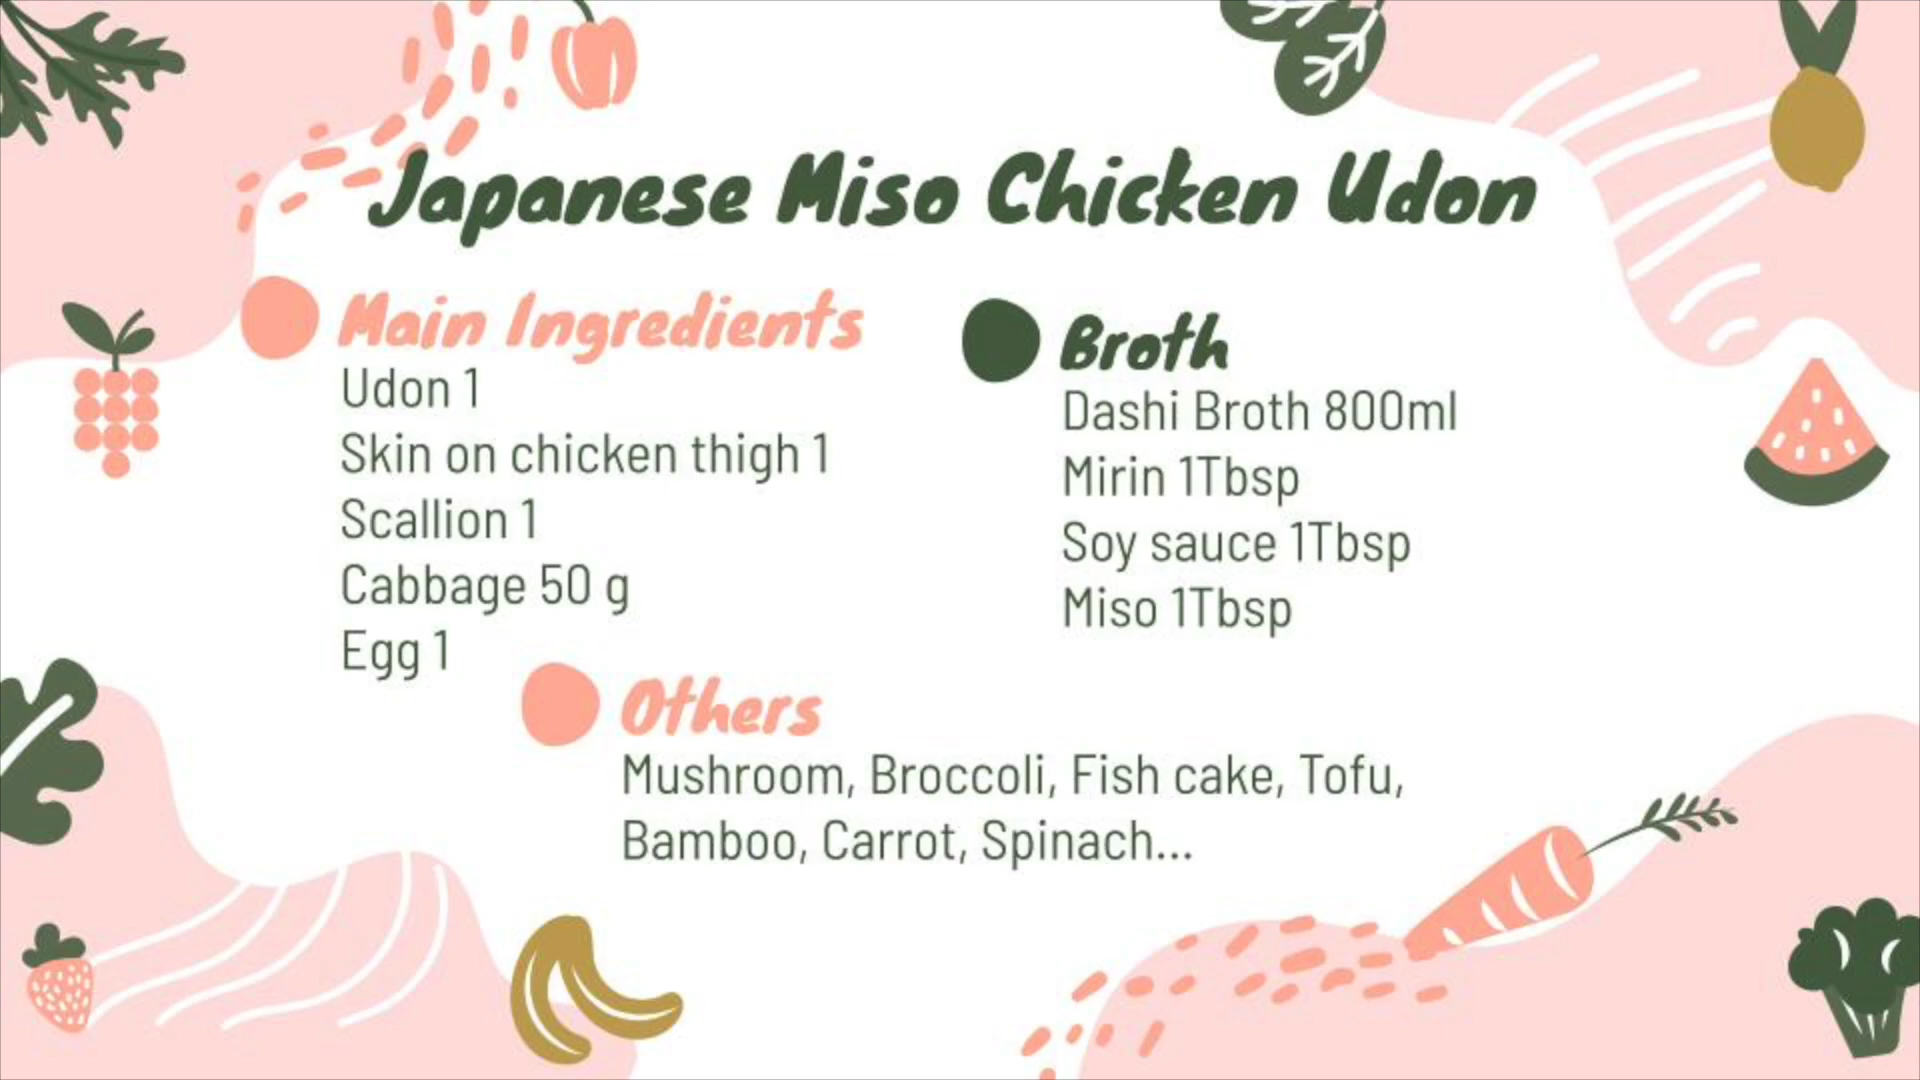 Japanese Miso Chicken Udon
Main Ingredients
Udon 1
Skin on chicken thigh 1
Scallion 1
Cabbage 50 g
Egg 1
Broth
Dashi Broth 800ml
Mirin 1Tbsp
Soy sauce 1Tbsp
Miso 1Tbsp
Others
Mushroom, Broccoli, Fish cake, Tofu,
Bamboo, Carrot, Spinach...